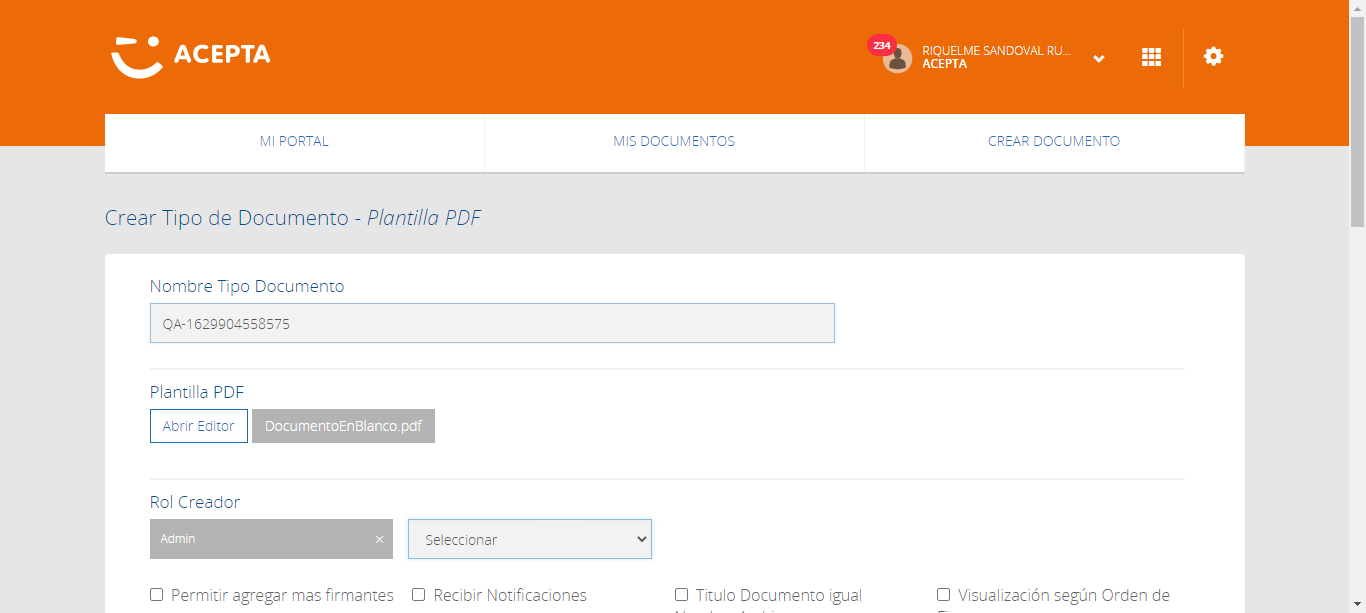 ACEPTA
234
RIQUELME SANDOVAL RU...
ACEPTA
MI PORTAL
MIS DOCUMENTOS
CREAR DOCUMENTO
Crear Tipo de Documento - Plantilla PDF
Nombre Tipo Documento
QA-1629904558575
Plantilla PDF
Abrir Editor
DocumentoEnBlanco.pdf
Rol Creador
Admin ×
Seleccionar
Permitir agregar mas firmantes
Recibir Notificaciones
Titulo Documento igual
Visualización según Orden de